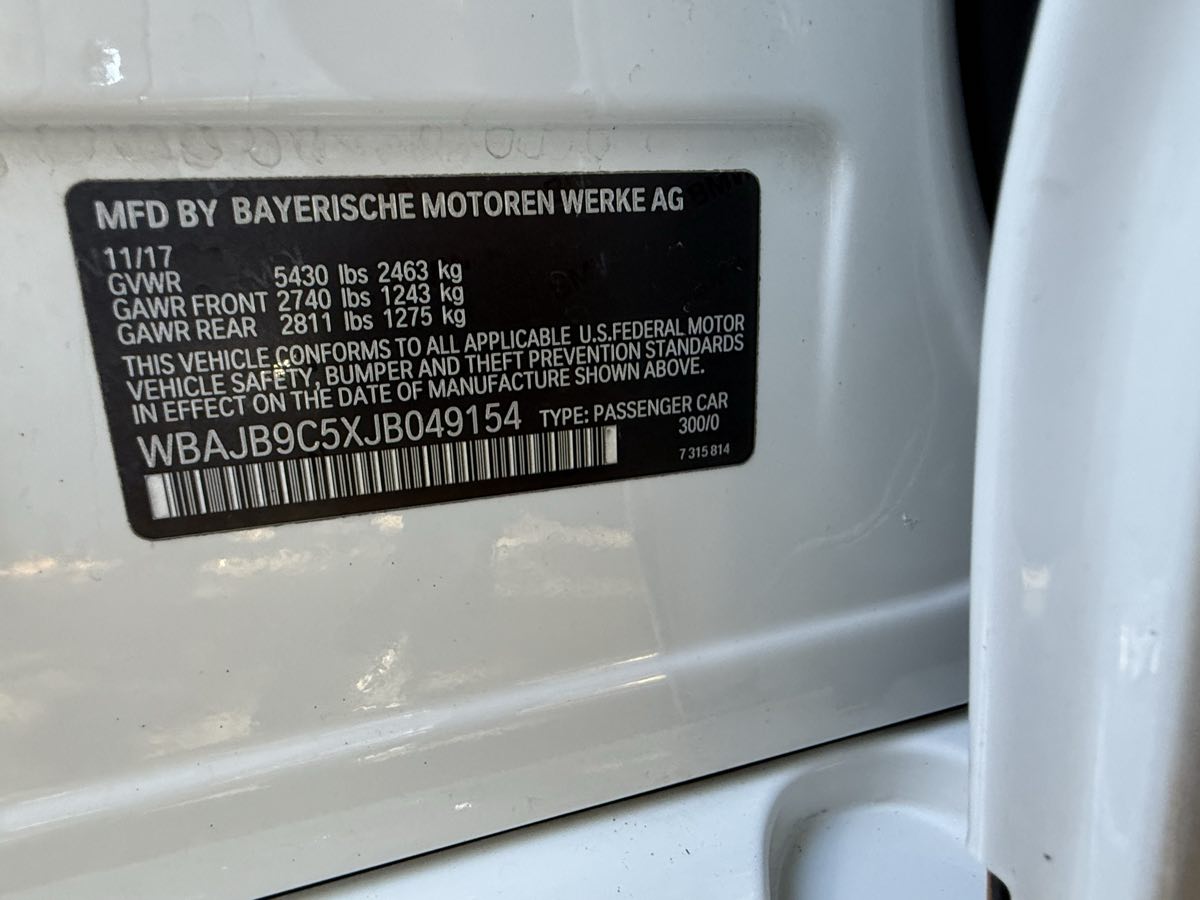 MFD BY BAYERISCHE MOTOREN WERKE AG
11/17
GVWR 5430 lbs 2463 kg
GAWR FRONT 2740 lbs 1243 kg
GAWR REAR 2811 lbs 1275 kg
THIS VEHICLE CONFORMS TO ALL APPLICABLE U.S.FEDERAL MOTOR
VEHICLE SAFETY, BUMPER AND THEFT PREVENTION STANDARDS
IN EFFECT ON THE DATE OF MANUFACTURE SHOWN ABOVE.
WBAJB9C5XJB049154 TYPE: PASSENGER CAR
300/0
7 315 814